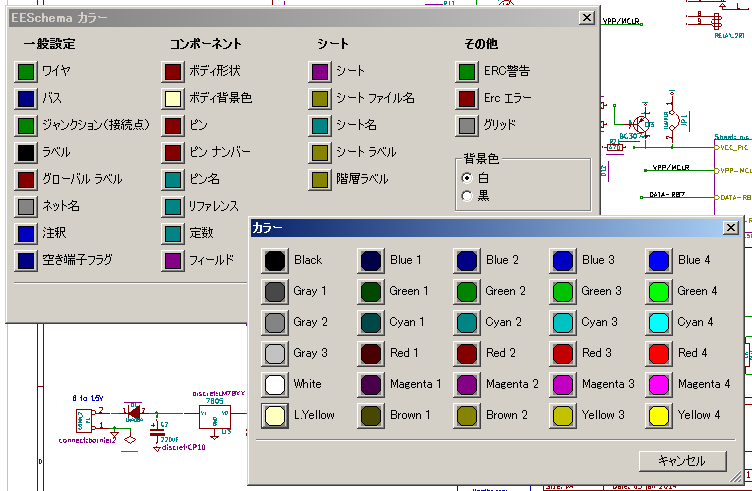 EESchema カラー
一般設定
ワイヤ
バス
ジャンクション(接続点)
ラベル
グローバル ラベル
ネット名
注釈
空き端子フラグ
コンポーネント
ボディ形状
ボディ背景色
ピン
ピン ナンバー
ピン名
リファレンス
定数
フィールド
シート
シート
シート ファイル名
シート名
シート ラベル
階層ラベル
その他
ERC警告
Erc エラー
グリッド
背景色
白
黒
カラー
Black
Blue 1
Blue 2
Blue 3
Blue 4
Gray 1
Green 1
Green 2
Green 3
Green 4
Gray 2
Cyan 1
Cyan 2
Cyan 3
Cyan 4
Gray 3
Red 1
Red 2
Red 3
Red 4
White
Magenta 1
Magenta 2
Magenta 3
Magenta 4
L.Yellow
Brown 1
Brown 2
Yellow 3
Yellow 4
キャンセル
VPP/MCLR
JP1
VCC_PIC
VPP/MCLR
VPP-MCL
DATA-RB7
DATA-RB
7805
220uF
discret:CP10